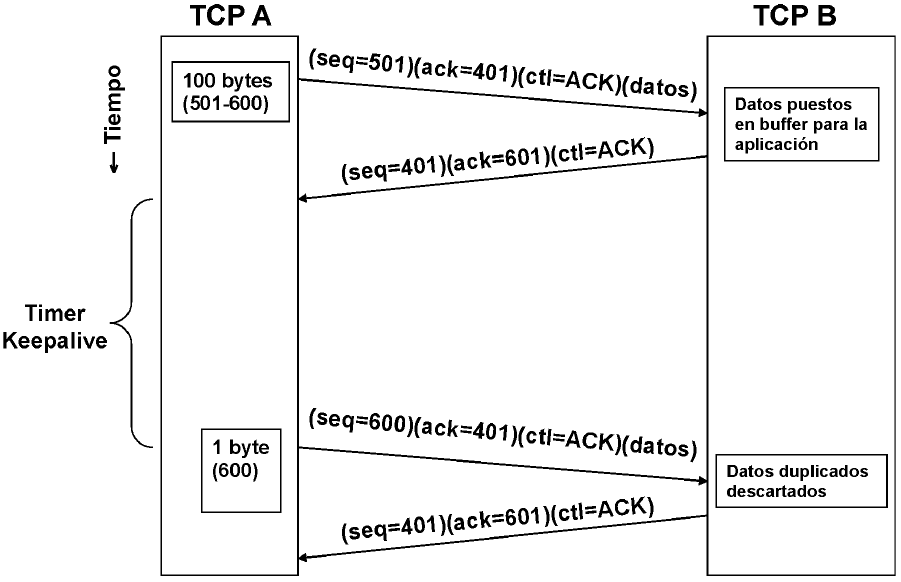 TCP A
TCP B
← Tiempo
100 bytes
(501-600)
(seq=501)(ack=401)(ctl=ACK)(datos)
Datos puestos
en buffer para la
aplicación
(seq=401)(ack=601)(ctl=ACK)
Timer
Keepalive
1 byte
(600)
(seq=600)(ack=401)(ctl=ACK)(datos)
Datos duplicados
descartados
(seq=401)(ack=601)(ctl=ACK)